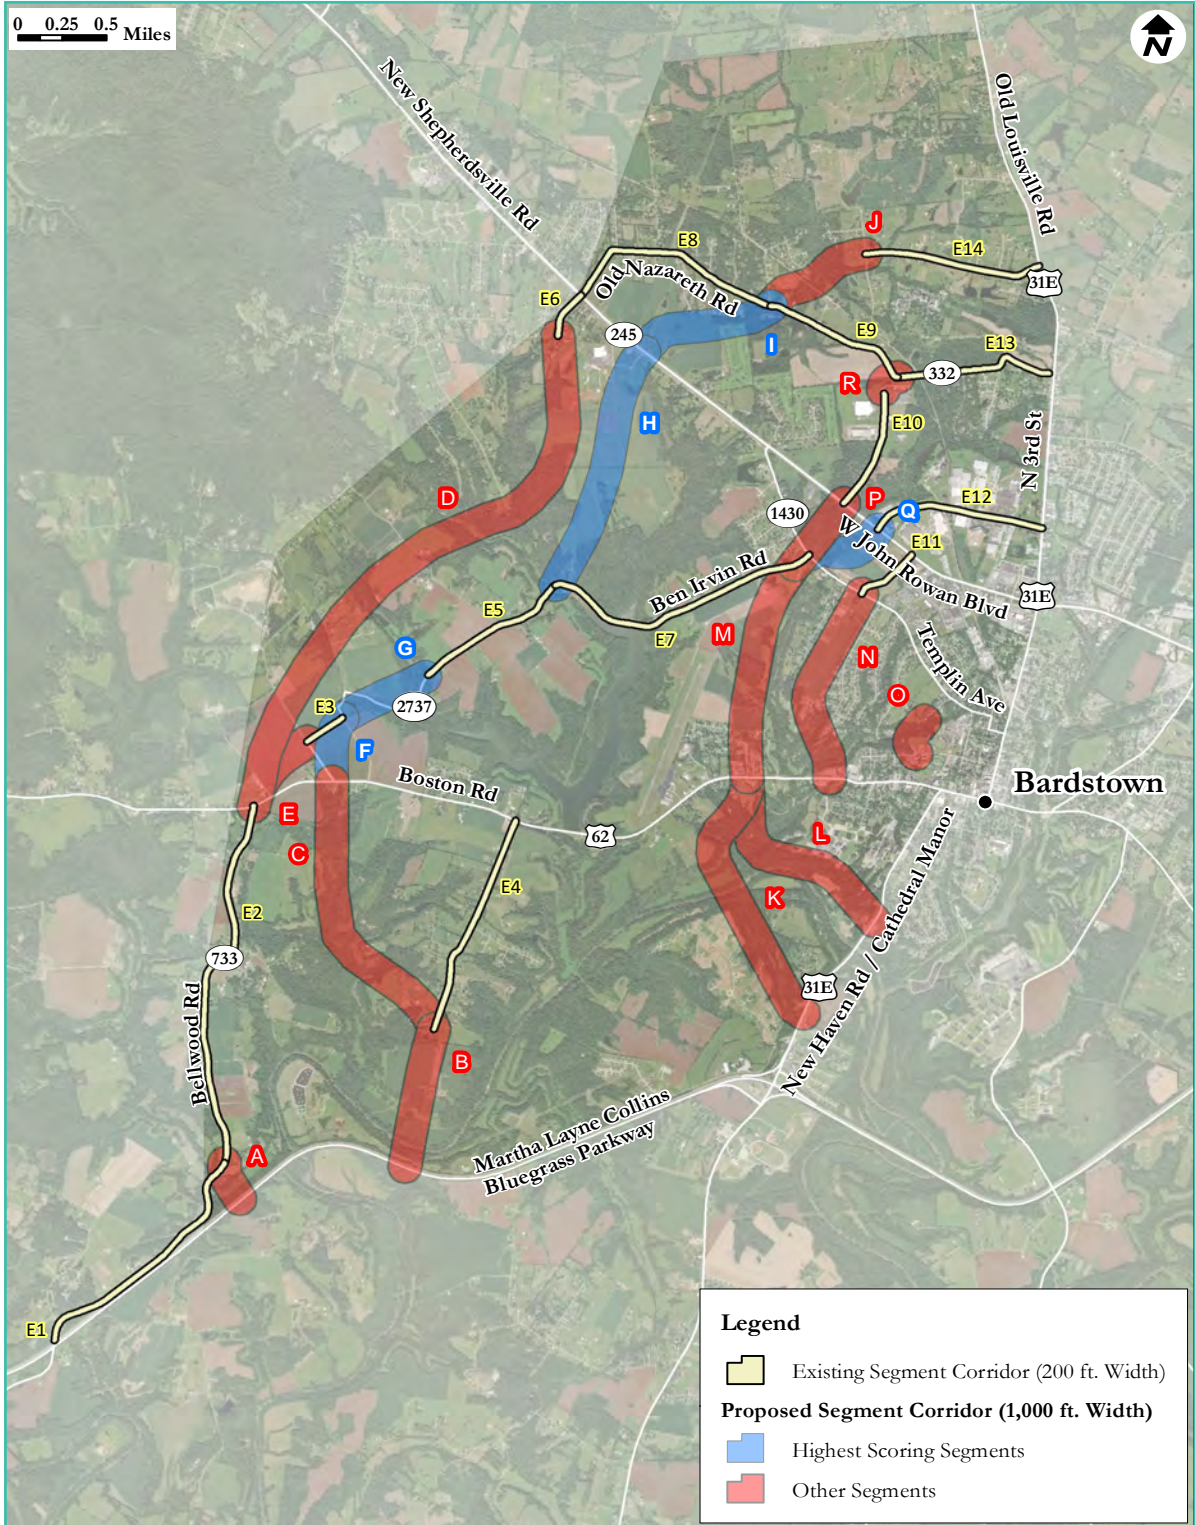 0 0.25 0.5 Miles
N
New Shepherdsville Rd
Old Louisville Rd
J
E8
E14
Old Nazareth Rd
31E
E6
245
I
E9
E13
332
R
H
E10
N 3rd St
D
P
Q
E12
1430
W John Rowan Blvd
E11
Ben Irvin Rd
E5
31E
E7
M
G
N
Templin Ave
O
E3
2737
F
Boston Rd
Bardstown
E
62
L
C
E4
K
E2
New Haven Rd / Cathedral Manor
733
31E
Bellwood Rd
B
Martha Layne Collins
Bluegrass Parkway
A
E1
Legend
Existing Segment Corridor (200 ft. Width)
Proposed Segment Corridor (1,000 ft. Width)
Highest Scoring Segments
Other Segments